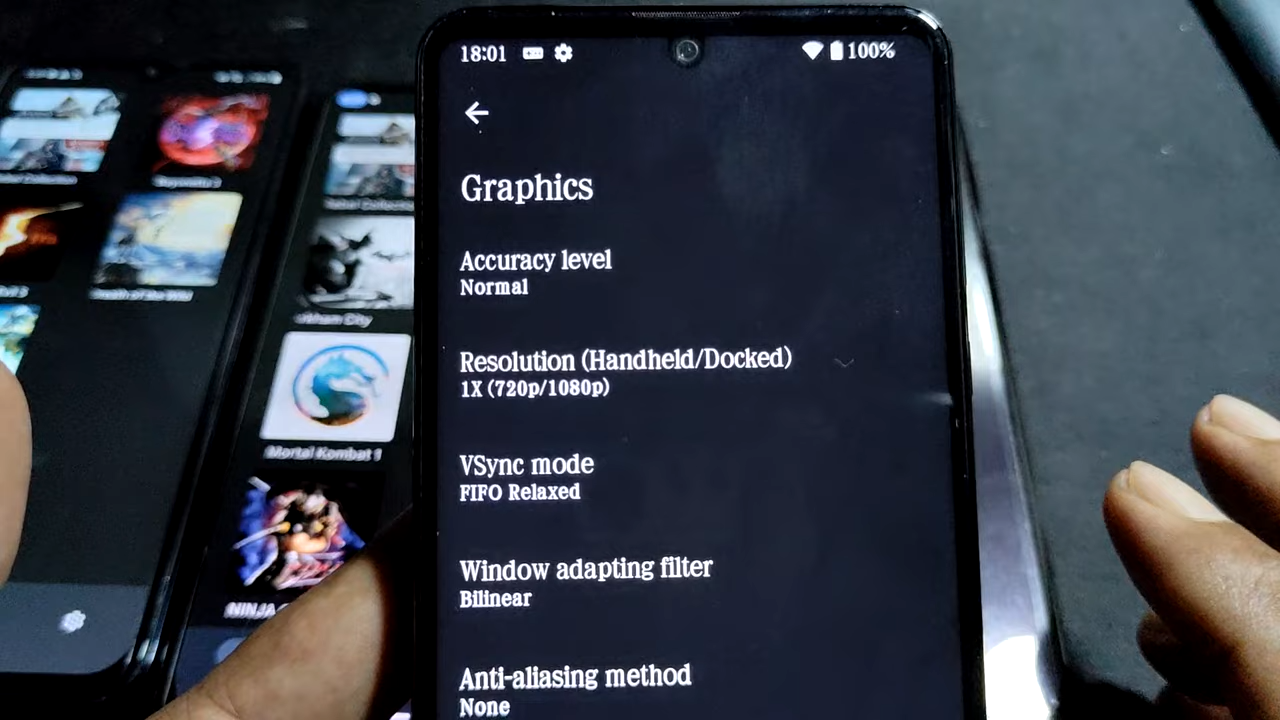 18:01
100%
Graphics
Accuracy level
Normal
Resolution (Handheld/Docked)
1X (720p/1080p)
VSync mode
FIFO Relaxed
Window adapting filter
Bilinear
Anti-aliasing method
None
Mortal Kombat 1
NINJA